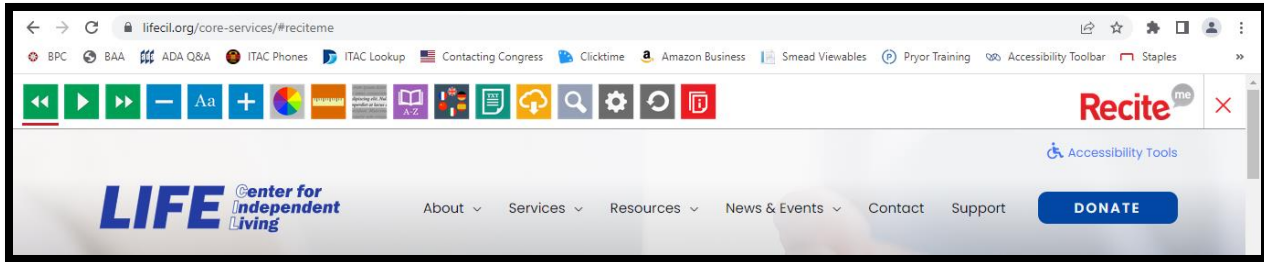 lifecil.org/core-services/#reciteme
BPC BAA ADA Q&A ITAC Phones ITAC Lookup Contacting Congress Clicktime Amazon Business Smead Viewables Pryor Training Accessibility Toolbar Staples »
Aa A-Z TXT Recite me
Accessibility Tools
LIFE Center for
Independent
Living
About Services Resources News & Events Contact Support DONATE